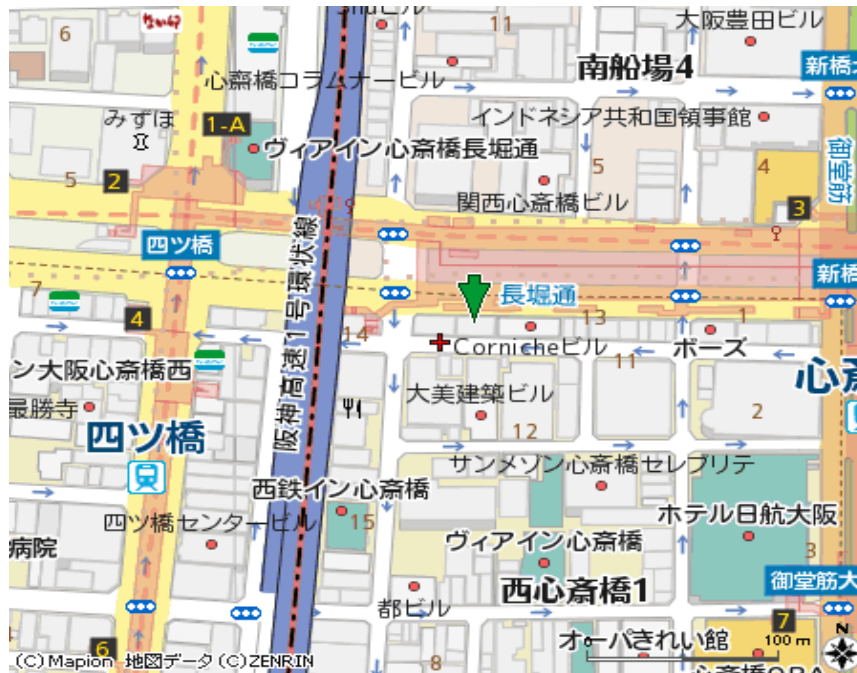 11
大阪豊田ビル
6
南船場4
新橋
心斎橋コラムナービル
みずほ
1-A
インドネシア共和国領事館
ヴィアイン心斎橋長堀通
御堂筋
5
2
5
4
関西心斎橋ビル
3
四ツ橋
阪神高速1号環状線
新橋
7
長堀通
4
14
13
1
Cornicheビル
11
ボーズ
ン大阪心斎橋西
大美建築ビル
心斎
最勝寺
四ツ橋
12
2
サンメゾン心斎橋セレブリテ
西鉄イン心斎橋
四ツ橋センタービル
15
ホテル日航大阪
病院
ヴィアイン心斎橋
3
西心斎橋1
御堂筋大
都ビル
7
オーパきれい館
N
100 m
6
8
(C)Mapion 地図データ(C)ZENRIN
心斎橋OPA